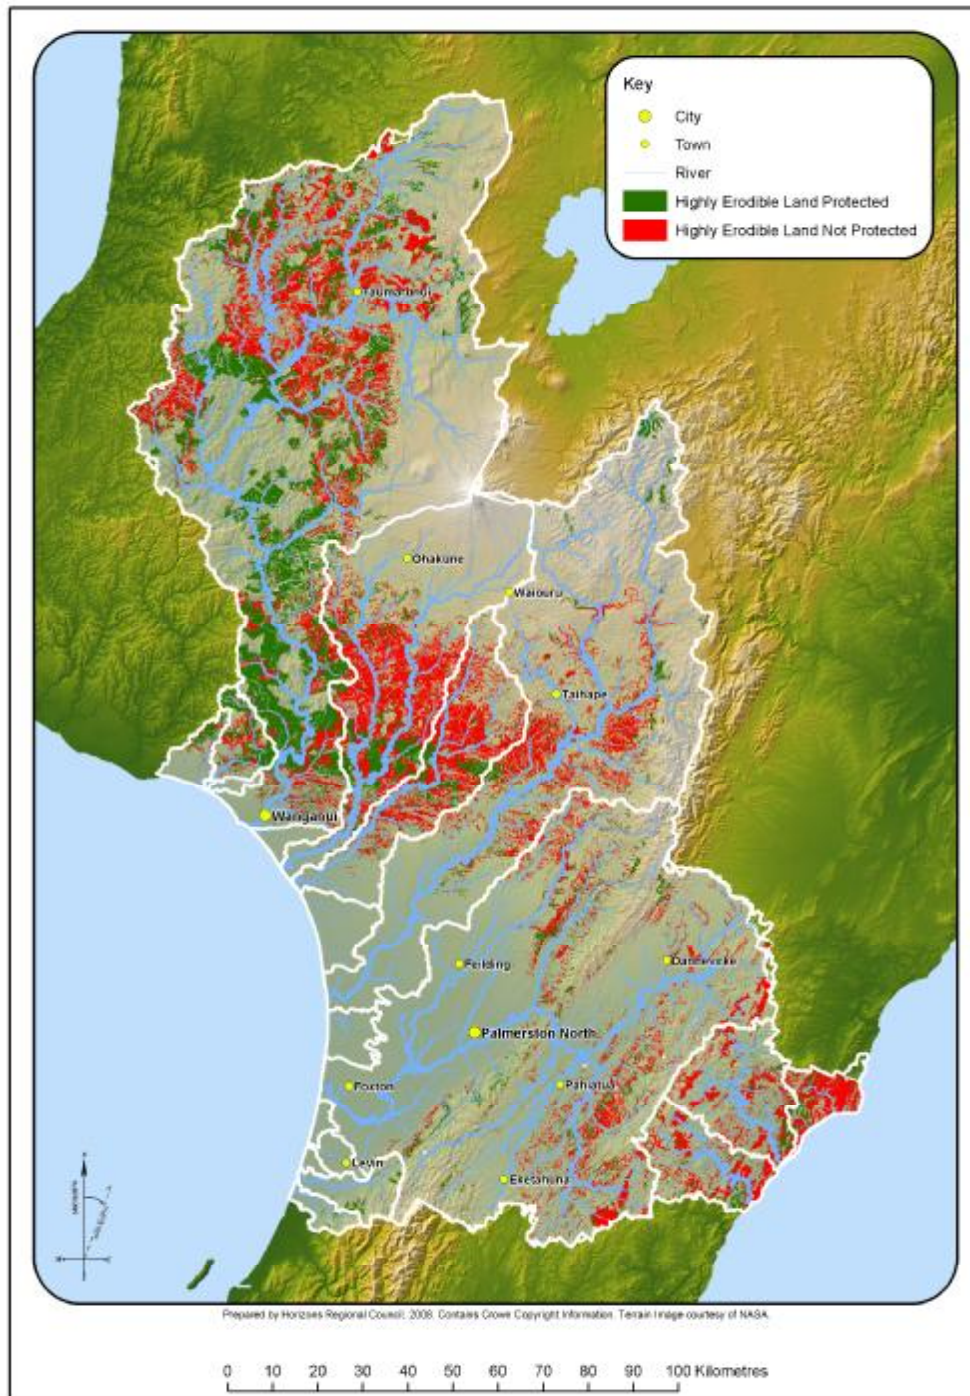 Key
City
Town
River
Highly Erodible Land Protected
Highly Erodible Land Not Protected
Taumarunui
Ohakune
Waiouru
Taihape
Wanganui
Feilding
Dannevirke
Palmerston North
Foxton
Pahiatua
Levin
Eketahuna
Prepared by Horizons Regional Council, 2008. Contains Crown Copyright Information. Terrain Image courtesy of NASA.
0 10 20 30 40 50 60 70 80 90 100 Kilometres